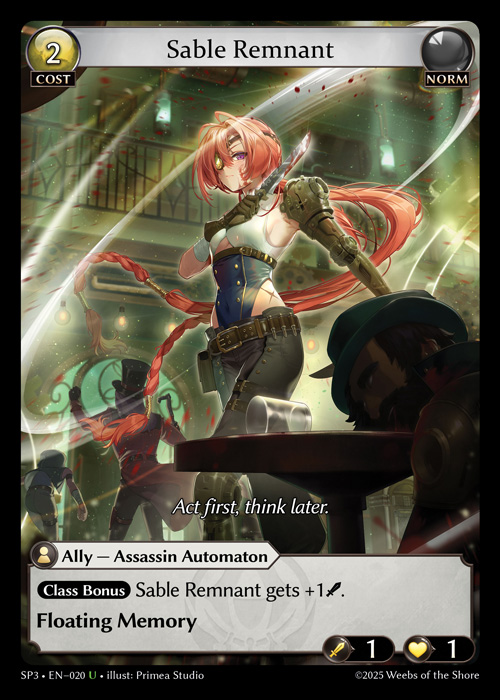 2
COST
Sable Remnant
NORM
Act first, think later.
Ally — Assassin Automaton
Class Bonus Sable Remnant gets +1.
Floating Memory
1 1
SP3 • EN–020 U • illust: Primea Studio ©2025 Weebs of the Shore